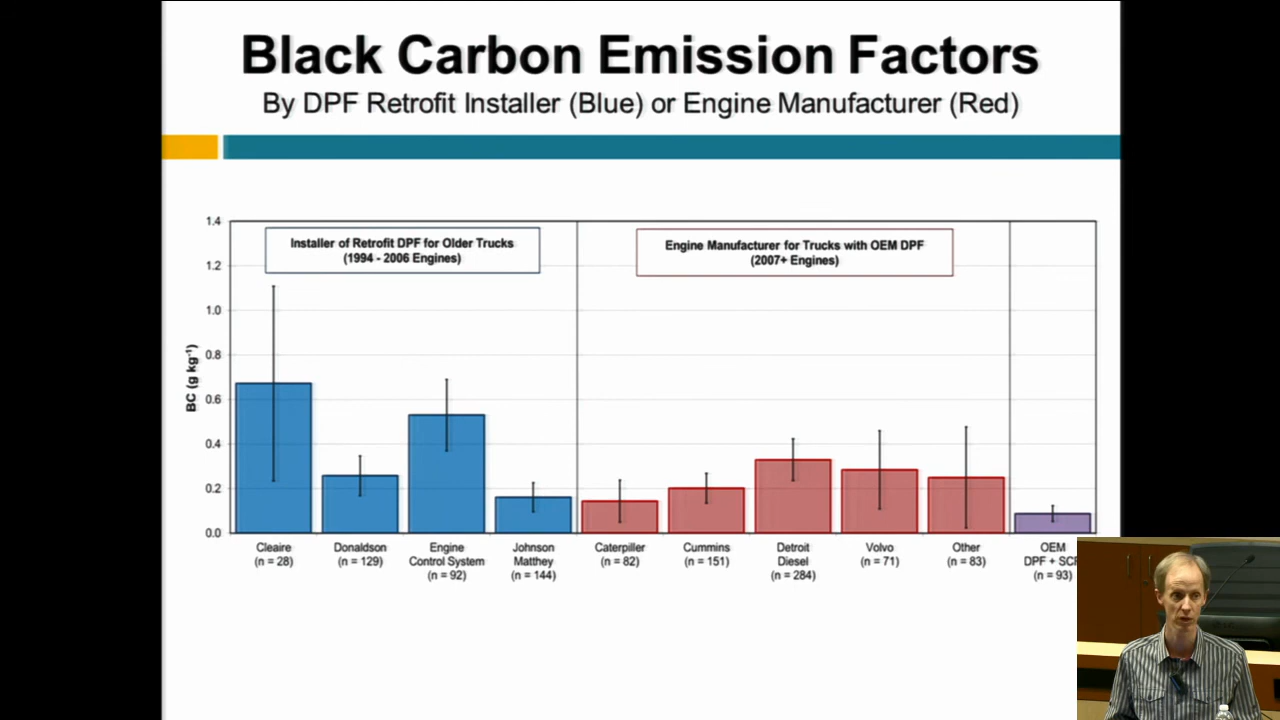 Black Carbon Emission Factors
By DPF Retrofit Installer (Blue) or Engine Manufacturer (Red)
Installer of Retrofit DPF for Older Trucks
(1994 - 2006 Engines)
Engine Manufacturer for Trucks with OEM DPF
(2007+ Engines)
BC (g kg⁻¹)
1.4
1.2
1.0
0.8
0.6
0.4
0.2
0.0
Cleaire
(n = 28)
Donaldson
(n = 129)
Engine
Control System
(n = 92)
Johnson
Matthey
(n = 144)
Caterpiller
(n = 82)
Cummins
(n = 151)
Detroit
Diesel
(n = 284)
Volvo
(n = 71)
Other
(n = 83)
OEM
DPF + SCR
(n = 93)